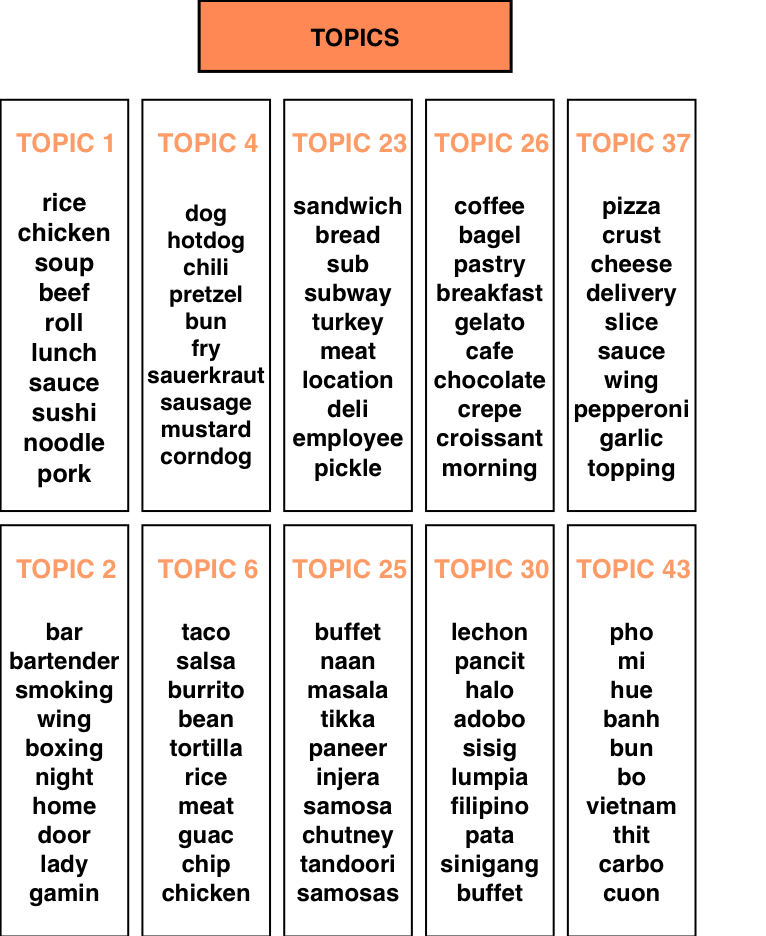 TOPICS
TOPIC 1
rice
chicken
soup
beef
roll
lunch
sauce
sushi
noodle
pork
TOPIC 4
dog
hotdog
chili
pretzel
bun
fry
sauerkraut
sausage
mustard
corndog
TOPIC 23
sandwich
bread
sub
subway
turkey
meat
location
deli
employee
pickle
TOPIC 26
coffee
bagel
pastry
breakfast
gelato
cafe
chocolate
crepe
croissant
morning
TOPIC 37
pizza
crust
cheese
delivery
slice
sauce
wing
pepperoni
garlic
topping
TOPIC 2
bar
bartender
smoking
wing
boxing
night
home
door
lady
gamin
TOPIC 6
taco
salsa
burrito
bean
tortilla
rice
meat
guac
chip
chicken
TOPIC 25
buffet
naan
masala
tikka
paneer
injera
samosa
chutney
tandoori
samosas
TOPIC 30
lechon
pancit
halo
adobo
sisig
lumpia
filipino
pata
sinigang
buffet
TOPIC 43
pho
mi
hue
banh
bun
bo
vietnam
thit
carbo
cuon